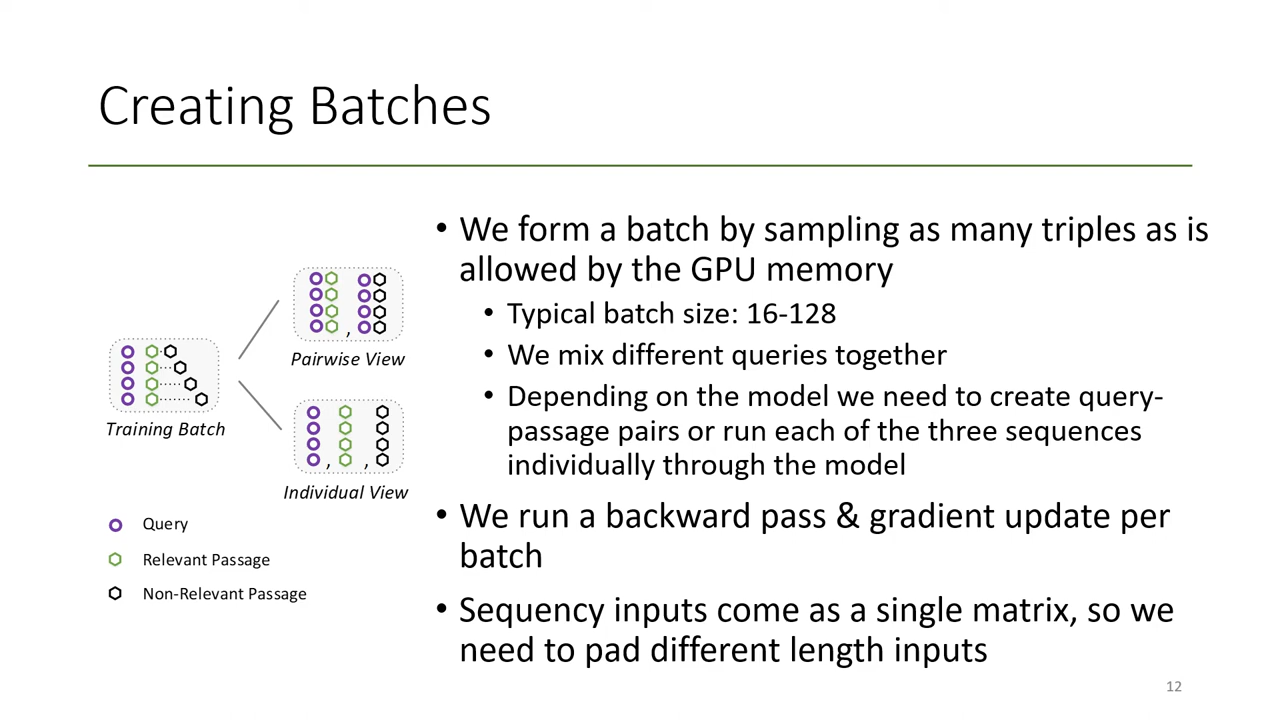 Creating Batches
• We form a batch by sampling as many triples as is
allowed by the GPU memory
• Typical batch size: 16-128
• We mix different queries together
• Depending on the model we need to create query-
passage pairs or run each of the three sequences
individually through the model
• We run a backward pass & gradient update per
batch
• Sequency inputs come as a single matrix, so we
need to pad different length inputs
,
Pairwise View
Training Batch
, ,
Individual View
Query
Relevant Passage
Non-Relevant Passage
12